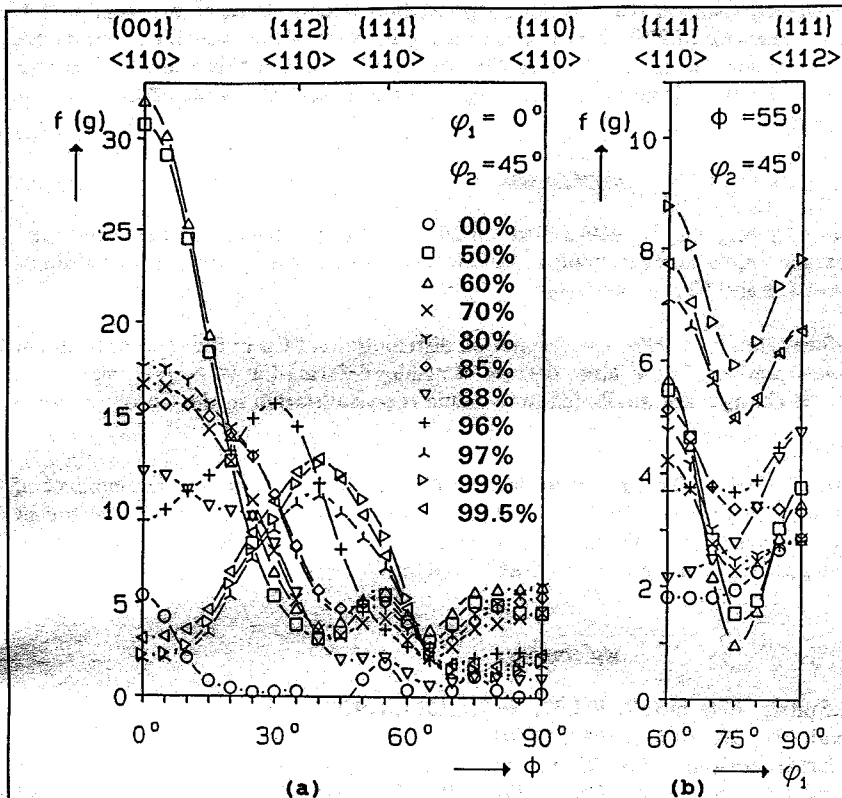 {001} {112} {111} {110}
<110> <110> <110> <110>
{111} {111}
<110> <112>
f(g)
φ₁ = 0°
φ₂ = 45°
30
25
20
15
10
5
0
00%
50%
60%
70%
80%
85%
88%
96%
97%
99%
99.5%
0° 30° 60° 90°
Φ
(a)
f(g)
Φ = 55°
φ₂ = 45°
10
8
6
4
2
0
60° 75° 90°
φ₁
(b)